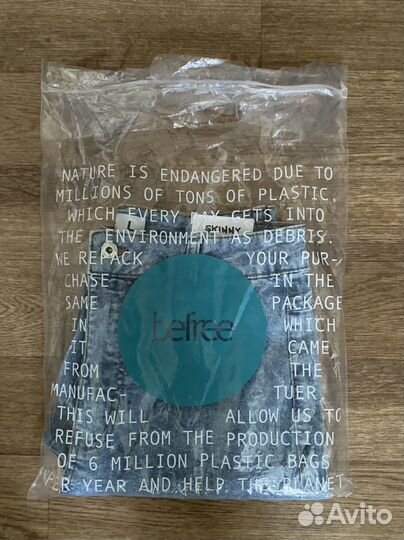 NATURE IS ENDANGERED DUE TO
MILLIONS OF TONS OF PLASTIC,
WHICH EVERY DAY GETS INTO
THE ENVIRONMENT AS DEBRIS.
WE REPACK YOUR PUR-
CHASE IN THE
SAME PACKAGE
IN WHICH
IT CAME
FROM THE
MANUFAC- TUER.
THIS WILL ALLOW US TO
REFUSE FROM THE PRODUCTION
OF 6 MILLION PLASTIC BAGS
PER YEAR AND HELP THE PLANET
L
SKINNY
befree
Avito